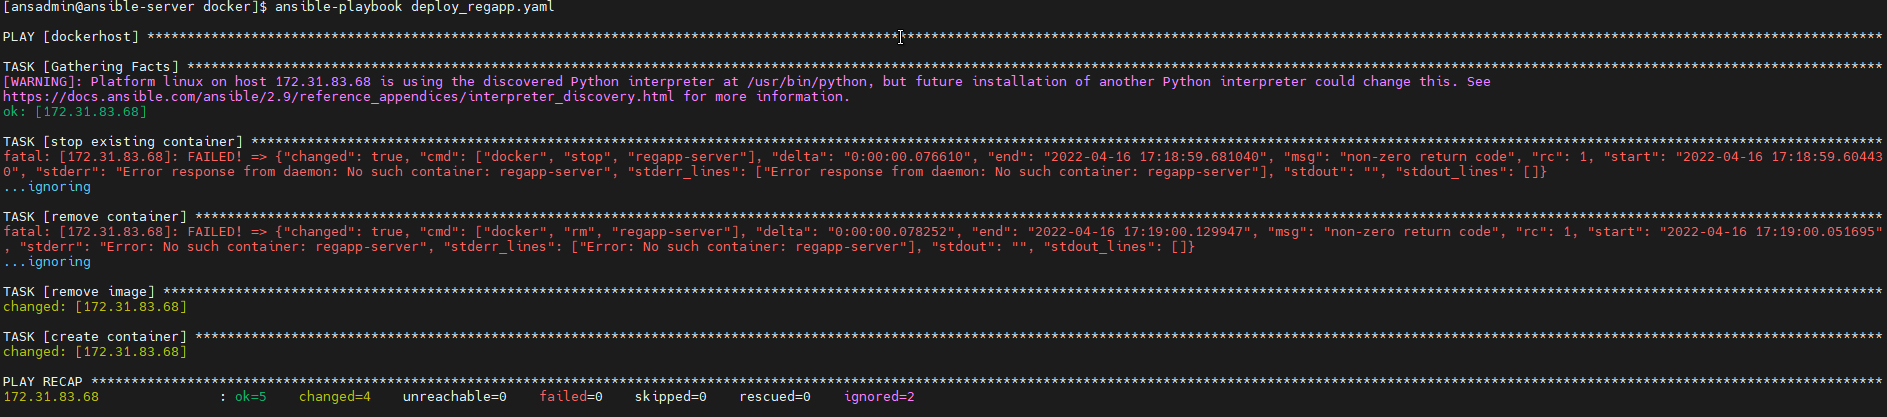 [ansadmin@ansible-server docker]$ ansible-playbook deploy_regapp.yaml
PLAY [dockerhost] ****************************************************************************************************************************************************************************************************************************
TASK [Gathering Facts] ***********************************************************************************************************************************************************************************************************************
[WARNING]: Platform linux on host 172.31.83.68 is using the discovered Python interpreter at /usr/bin/python, but future installation of another Python interpreter could change this. See
https://docs.ansible.com/ansible/2.9/reference_appendices/interpreter_discovery.html for more information.
ok: [172.31.83.68]
TASK [stop existing container] ***************************************************************************************************************************************************************************************************************
fatal: [172.31.83.68]: FAILED! => {"changed": true, "cmd": ["docker", "stop", "regapp-server"], "delta": "0:00:00.076610", "end": "2022-04-16 17:18:59.681040", "msg": "non-zero return code", "rc": 1, "start": "2022-04-16 17:18:59.60443
0", "stderr": "Error response from daemon: No such container: regapp-server", "stderr_lines": ["Error response from daemon: No such container: regapp-server"], "stdout": "", "stdout_lines": []}
...ignoring
TASK [remove container] **********************************************************************************************************************************************************************************************************************
fatal: [172.31.83.68]: FAILED! => {"changed": true, "cmd": ["docker", "rm", "regapp-server"], "delta": "0:00:00.078252", "end": "2022-04-16 17:19:00.129947", "msg": "non-zero return code", "rc": 1, "start": "2022-04-16 17:19:00.051695"
, "stderr": "Error: No such container: regapp-server", "stderr_lines": ["Error: No such container: regapp-server"], "stdout": "", "stdout_lines": []}
...ignoring
TASK [remove image] **************************************************************************************************************************************************************************************************************************
changed: [172.31.83.68]
TASK [create container] **********************************************************************************************************************************************************************************************************************
changed: [172.31.83.68]
PLAY RECAP ***********************************************************************************************************************************************************************************************************************************
172.31.83.68               : ok=5    changed=4    unreachable=0    failed=0    skipped=0    rescued=0    ignored=2